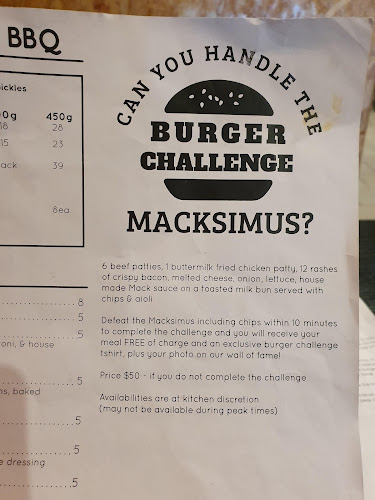 BBQ
ickles
0g 450g
18 28
15 23
ack 39
8ea
CAN YOU HANDLE THE
BURGER
CHALLENGE
MACKSIMUS?
6 beef patties, 1 buttermilk fried chicken patty, 12 rashes
of crispy bacon, melted cheese, onion, lettuce, house
made Mack sauce on a toasted milk bun served with
chips & aioli
Defeat the Macksimus including chips within 10 minutes
to complete the challenge and you will receive your
meal FREE of charge and an exclusive burger challenge
tshirt, plus your photo on our wall of fame!
Price $50 - if you do not complete the challenge
Availabilities are at kitchen discretion
(may not be available during peak times)
8
5
5
roni, & house
5
ns, baked
5
5
e dressing
5